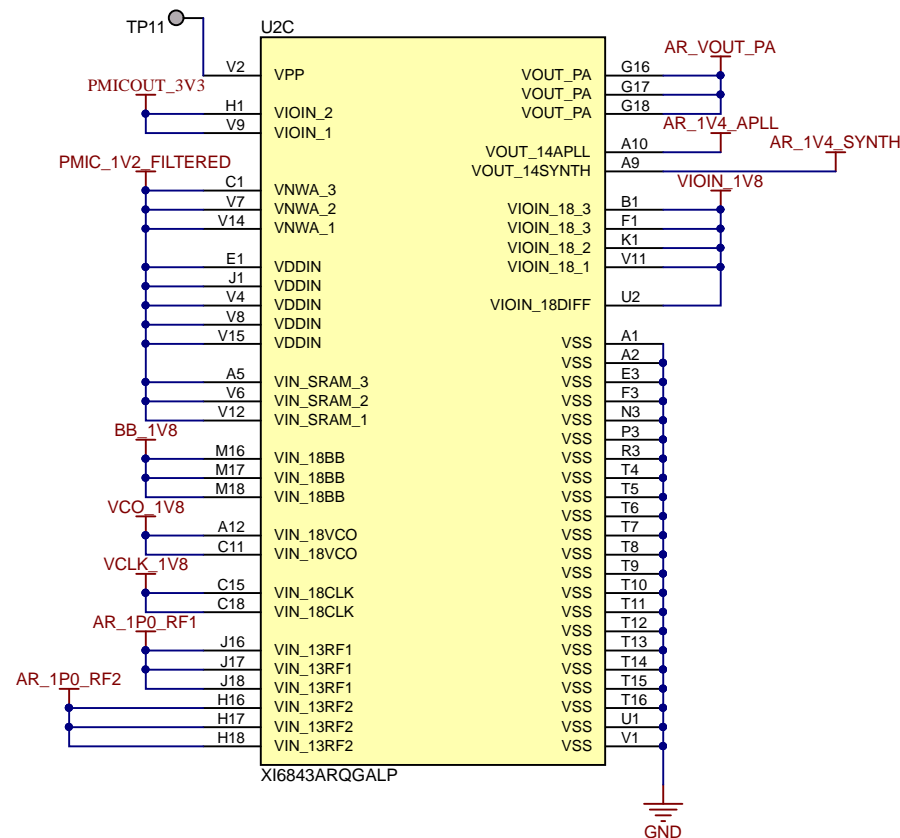 TP11
U2C
V2 VPP
PMICOUT_3V3
H1 VIOIN_2
V9 VIOIN_1
PMIC_1V2_FILTERED
C1 VNWA_3
V7 VNWA_2
V14 VNWA_1
E1 VDDIN
J1 VDDIN
V4 VDDIN
V8 VDDIN
V15 VDDIN
A5 VIN_SRAM_3
V6 VIN_SRAM_2
V12 VIN_SRAM_1
BB_1V8
M16 VIN_18BB
M17 VIN_18BB
M18 VIN_18BB
VCO_1V8
A12 VIN_18VCO
C11 VIN_18VCO
VCLK_1V8
C15 VIN_18CLK
C18 VIN_18CLK
AR_1P0_RF1
J16 VIN_13RF1
J17 VIN_13RF1
J18 VIN_13RF1
AR_1P0_RF2
H16 VIN_13RF2
H17 VIN_13RF2
H18 VIN_13RF2
XI6843ARQGALP
AR_VOUT_PA
VOUT_PA G16
VOUT_PA G17
VOUT_PA G18
AR_1V4_APLL
VOUT_14APLL A10
AR_1V4_SYNTH
VOUT_14SYNTH A9
VIOIN_1V8
VIOIN_18_3 B1
VIOIN_18_3 F1
VIOIN_18_2 K1
VIOIN_18_1 V11
VIOIN_18DIFF U2
VSS A1
VSS A2
VSS E3
VSS F3
VSS N3
VSS P3
VSS R3
VSS T4
VSS T5
VSS T6
VSS T7
VSS T8
VSS T9
VSS T10
VSS T11
VSS T12
VSS T13
VSS T14
VSS T15
VSS T16
VSS U1
VSS V1
GND